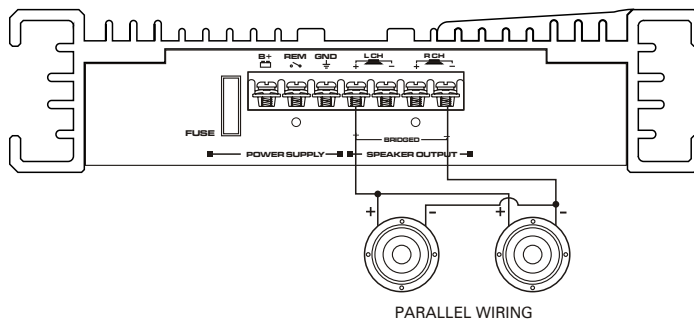 B+ REM GND L CH R CH
+ - + -
FUSE
+ BRIDGED -
POWER SUPPLY SPEAKER OUTPUT
+ - + -
PARALLEL WIRING